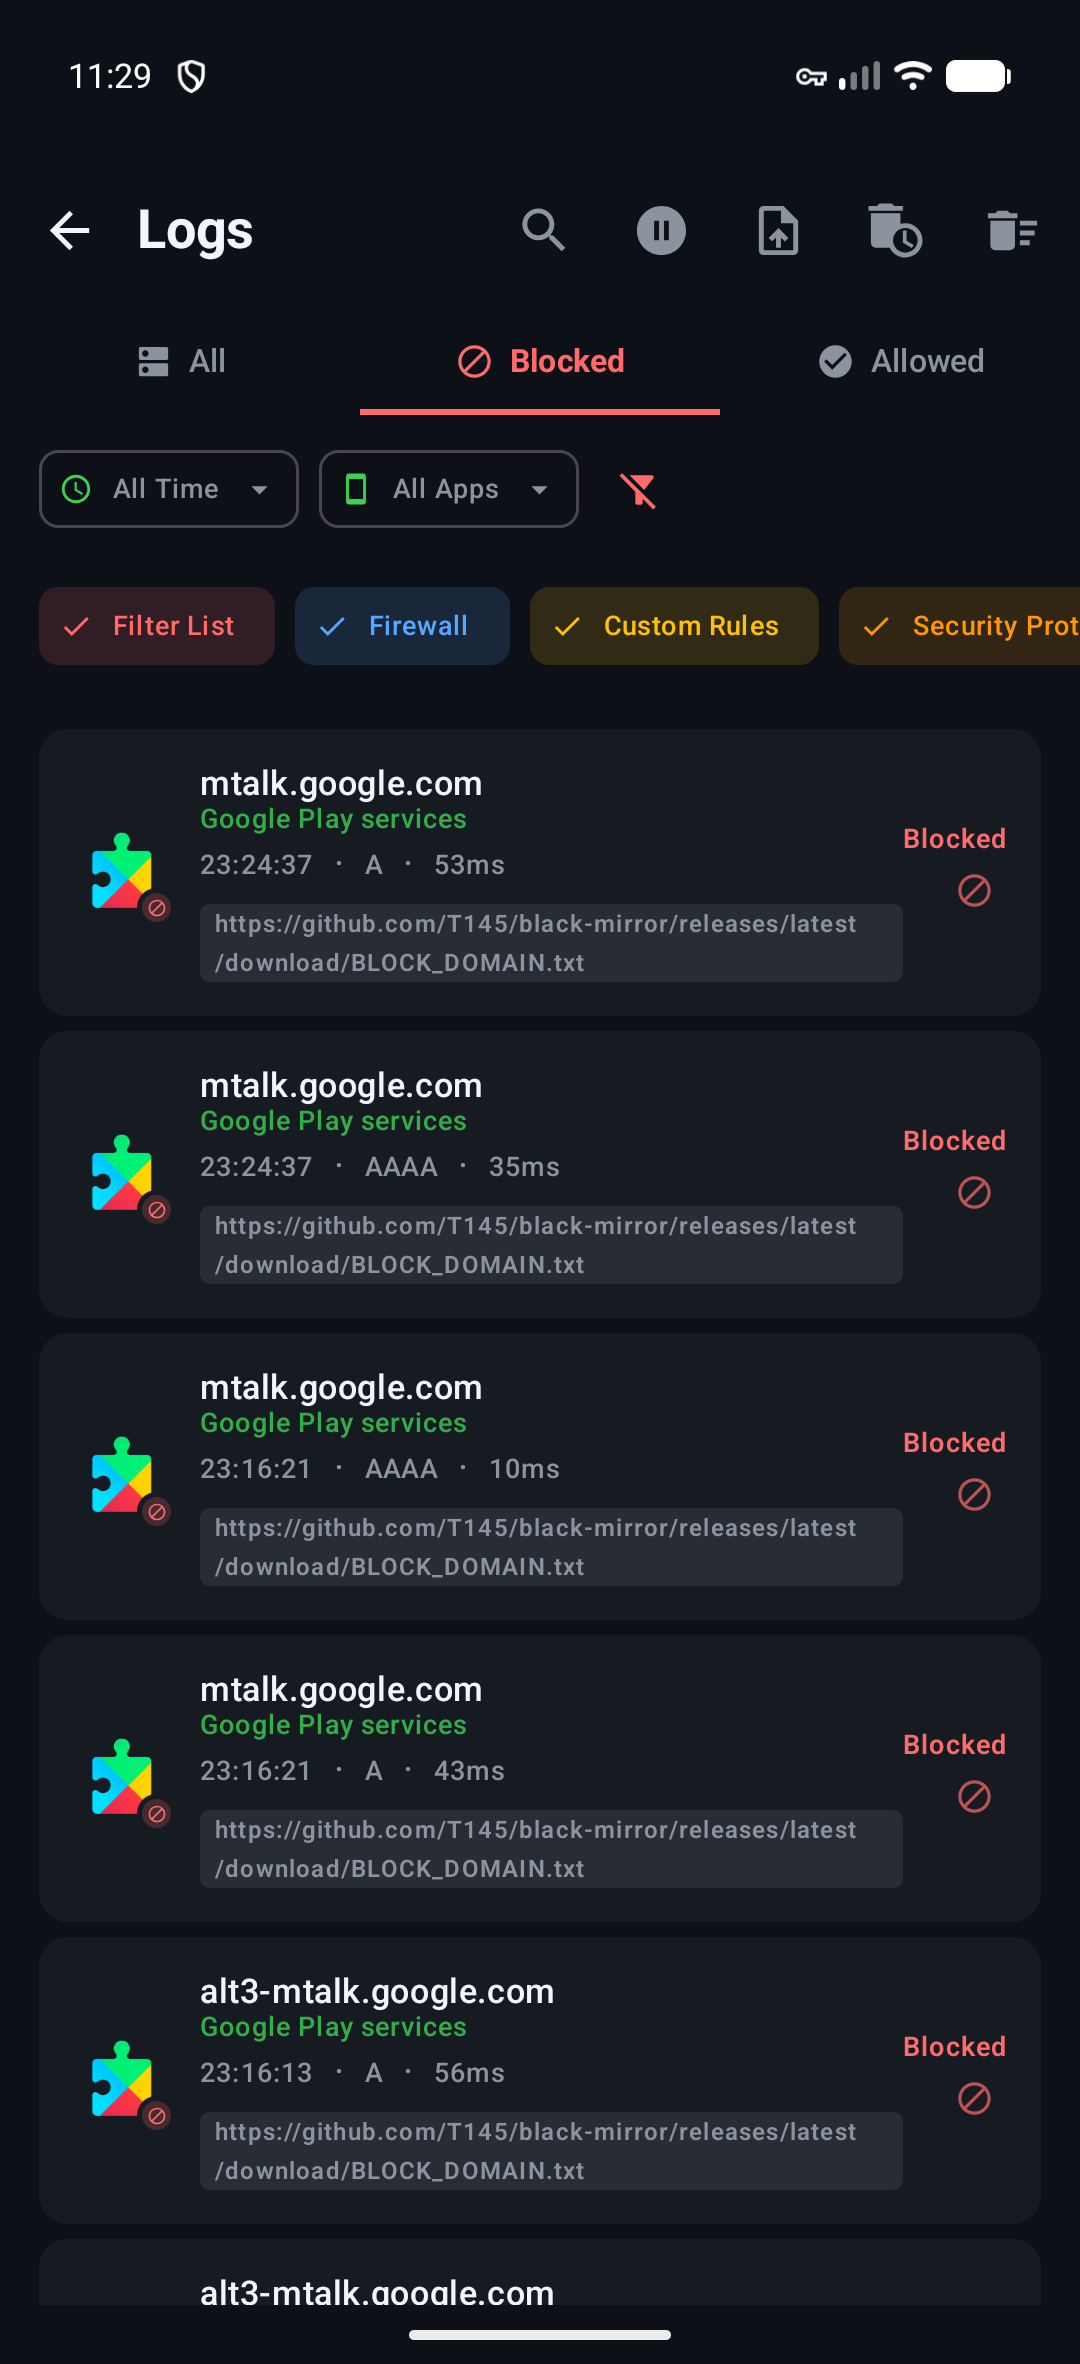 11:29
Logs
All
Blocked
Allowed
All Time
All Apps
Filter List
Firewall
Custom Rules
Security Prot
mtalk.google.com
Google Play services
23:24:37 · A · 53ms
Blocked
https://github.com/T145/black-mirror/releases/latest
/download/BLOCK_DOMAIN.txt
mtalk.google.com
Google Play services
23:24:37 · AAAA · 35ms
Blocked
https://github.com/T145/black-mirror/releases/latest
/download/BLOCK_DOMAIN.txt
mtalk.google.com
Google Play services
23:16:21 · AAAA · 10ms
Blocked
https://github.com/T145/black-mirror/releases/latest
/download/BLOCK_DOMAIN.txt
mtalk.google.com
Google Play services
23:16:21 · A · 43ms
Blocked
https://github.com/T145/black-mirror/releases/latest
/download/BLOCK_DOMAIN.txt
alt3-mtalk.google.com
Google Play services
23:16:13 · A · 56ms
Blocked
https://github.com/T145/black-mirror/releases/latest
/download/BLOCK_DOMAIN.txt
alt3-mtalk.google.com